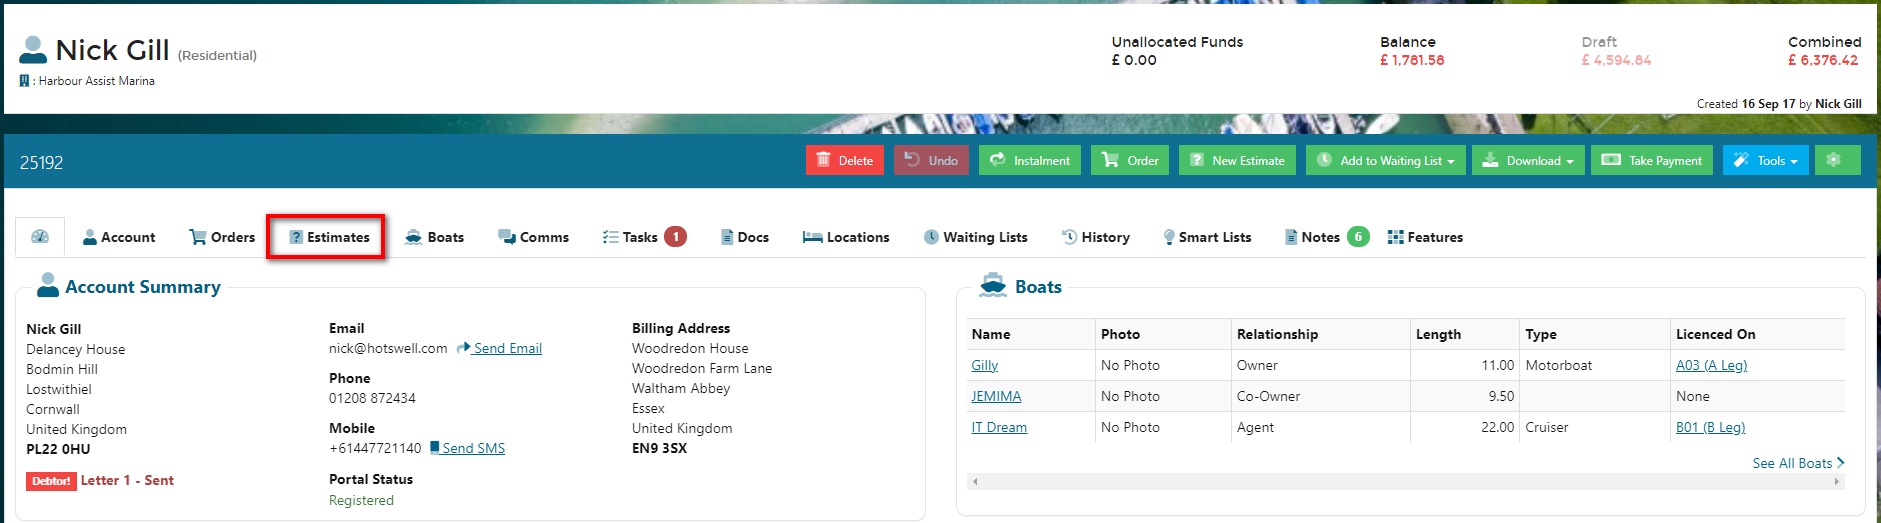 Nick Gill (Residential)
: Harbour Assist Marina
Unallocated Funds
£ 0.00
Balance
£ 1,781.58
Draft
£ 4,594.84
Combined
£ 6,376.42
Created 16 Sep 17 by Nick Gill
25192
Delete Undo Instalment Order New Estimate Add to Waiting List Download Take Payment Tools
Account Orders Estimates Boats Comms Tasks 1 Docs Locations Waiting Lists History Smart Lists Notes 6 Features
Account Summary
Nick Gill
Delancey House
Bodmin Hill
Lostwithiel
Cornwall
United Kingdom
PL22 0HU
Debtor! Letter 1 - Sent
Email
nick@hotswell.com Send Email
Phone
01208 872434
Mobile
+61447721140 Send SMS
Portal Status
Registered
Billing Address
Woodredon House
Woodredon Farm Lane
Waltham Abbey
Essex
United Kingdom
EN9 3SX
Boats
Name Photo Relationship Length Type Licenced On
Gilly No Photo Owner 11.00 Motorboat A03 (A Leg)
JEMIMA No Photo Co-Owner 9.50 None
IT Dream No Photo Agent 22.00 Cruiser B01 (B Leg)
See All Boats